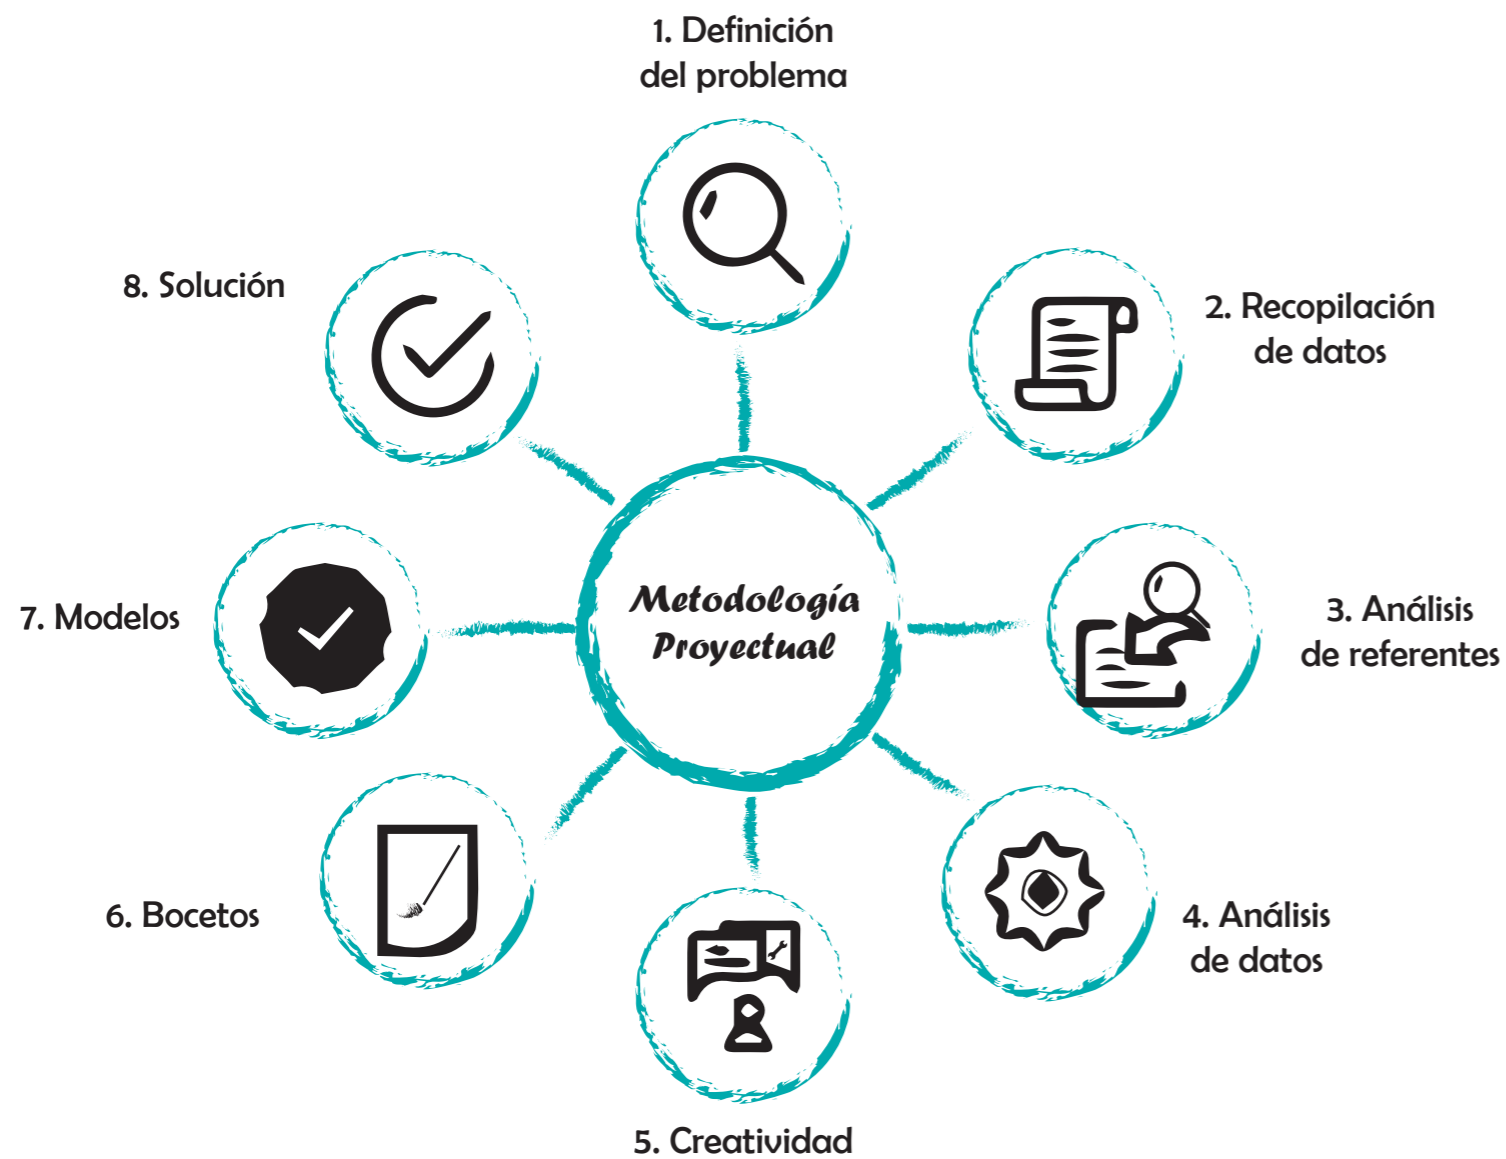 1. Definición
del problema
2. Recopilación
de datos
3. Análisis
de referentes
4. Análisis
de datos
5. Creatividad
6. Bocetos
7. Modelos
8. Solución
Metodología
Proyectual